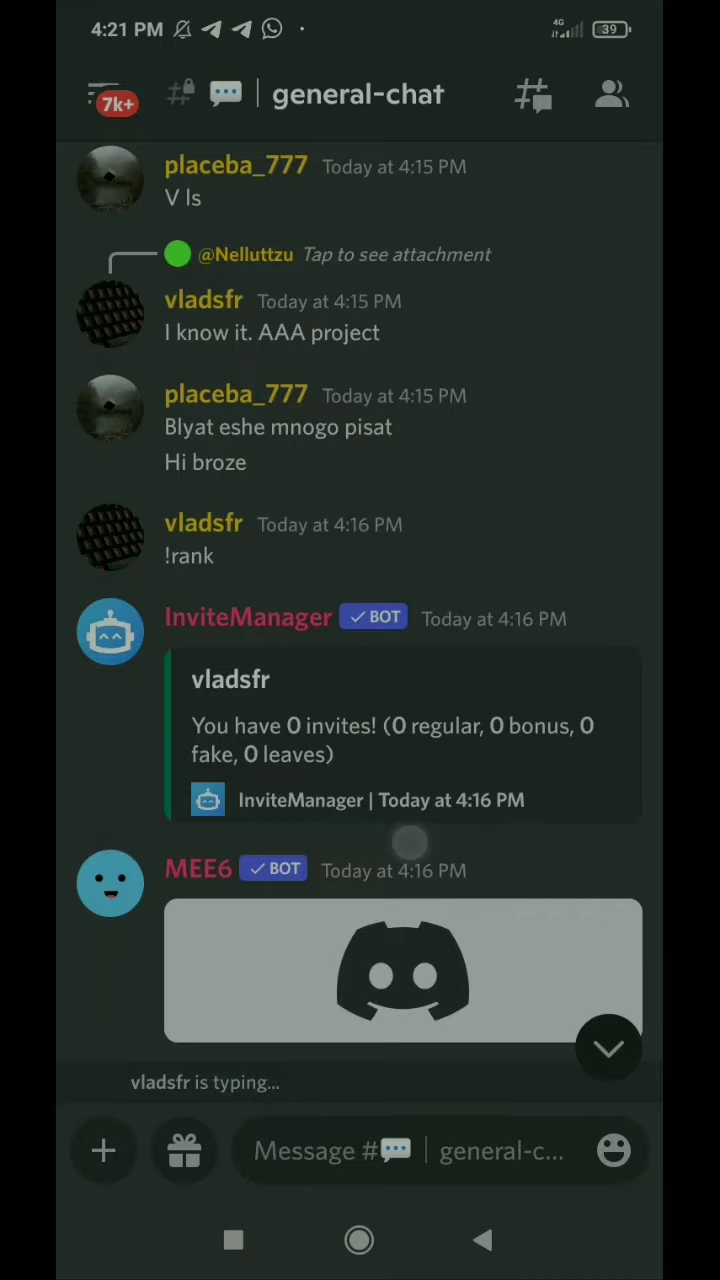 4:21 PM 4G 39
7k+ general-chat
placeba_777 Today at 4:15 PM
V ls
@Nelluttzu Tap to see attachment
vladsfr Today at 4:15 PM
I know it. AAA project
placeba_777 Today at 4:15 PM
Blyat eshe mnogo pisat
Hi broze
vladsfr Today at 4:16 PM
!rank
InviteManager ✓ BOT Today at 4:16 PM
vladsfr
You have 0 invites! (0 regular, 0 bonus, 0
fake, 0 leaves)
InviteManager | Today at 4:16 PM
MEE6 ✓ BOT Today at 4:16 PM
vladsfr is typing...
Message #💬│general-c...